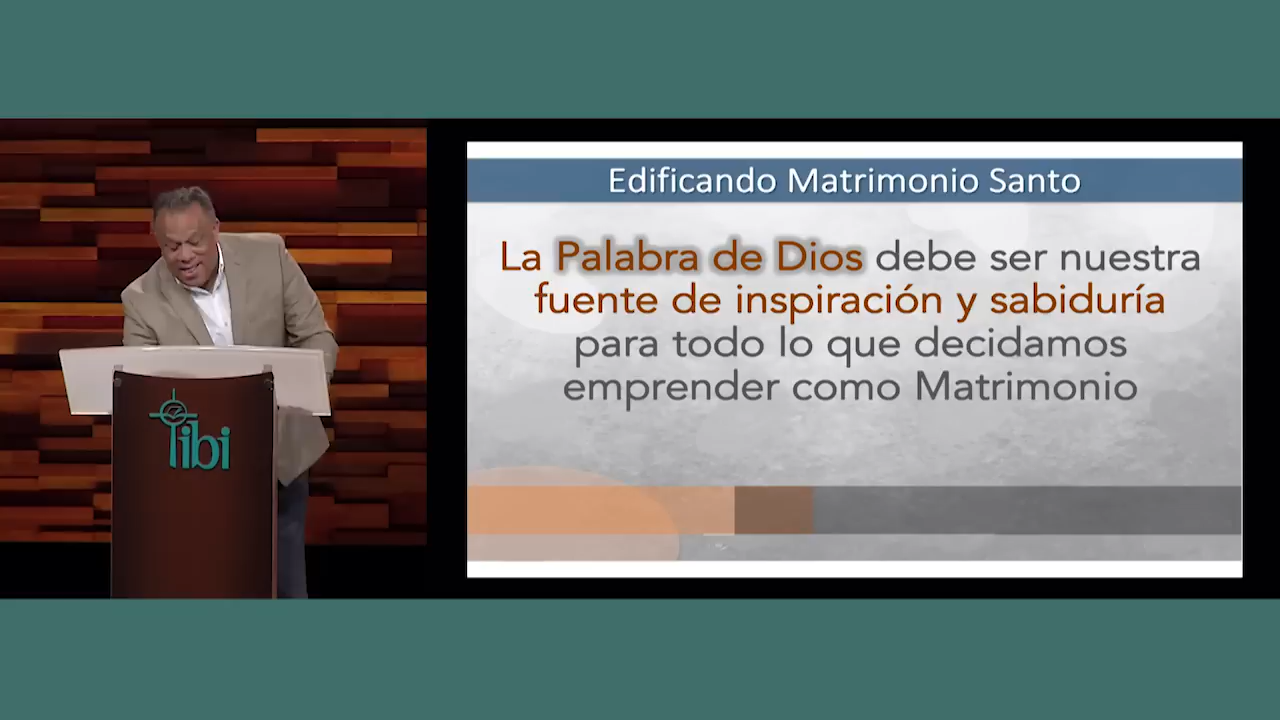 Edificando Matrimonio Santo
La Palabra de Dios debe ser nuestra
fuente de inspiración y sabiduría
para todo lo que decidamos
emprender como Matrimonio
ibi